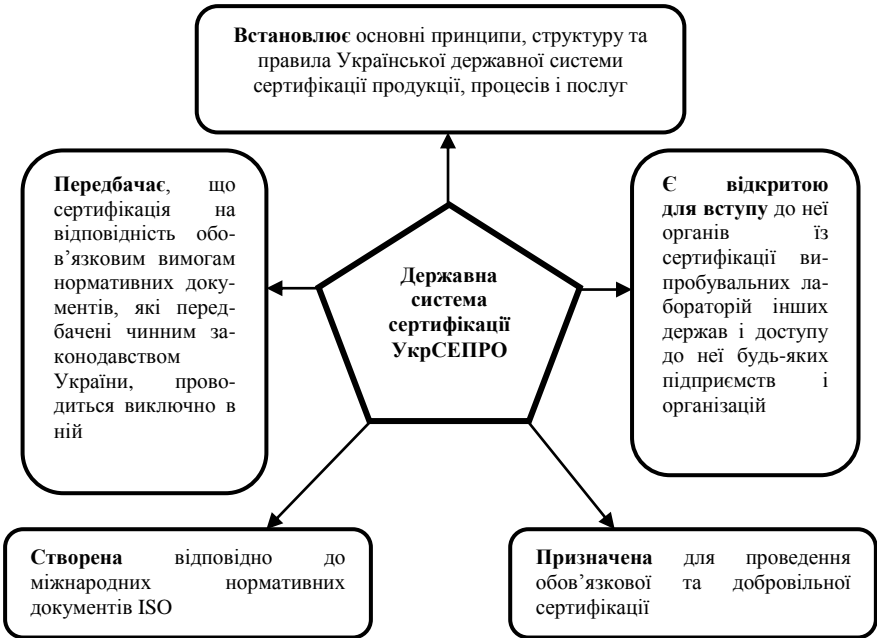 Встановлює основні принципи, структуру та
правила Української державної системи
сертифікації продукції, процесів і послуг
Передбачає, що
сертифікація на
відповідність обо-
в’язковим вимогам
нормативних доку-
ментів, які перед-
бачені чинним за-
конодавством
України, прово-
диться виключно в
ній
Державна
система
сертифікації
УкрСЕПРО
Є відкритою
для вступу до неї
органів їз
сертифікації ви-
пробувальних ла-
бораторій інших
держав і доступу
до неї будь-яких
підприємств і
організацій
Створена відповідно до
міжнародних нормативних
документів ISO
Призначена для проведення
обов’язкової та добровільної
сертифікації